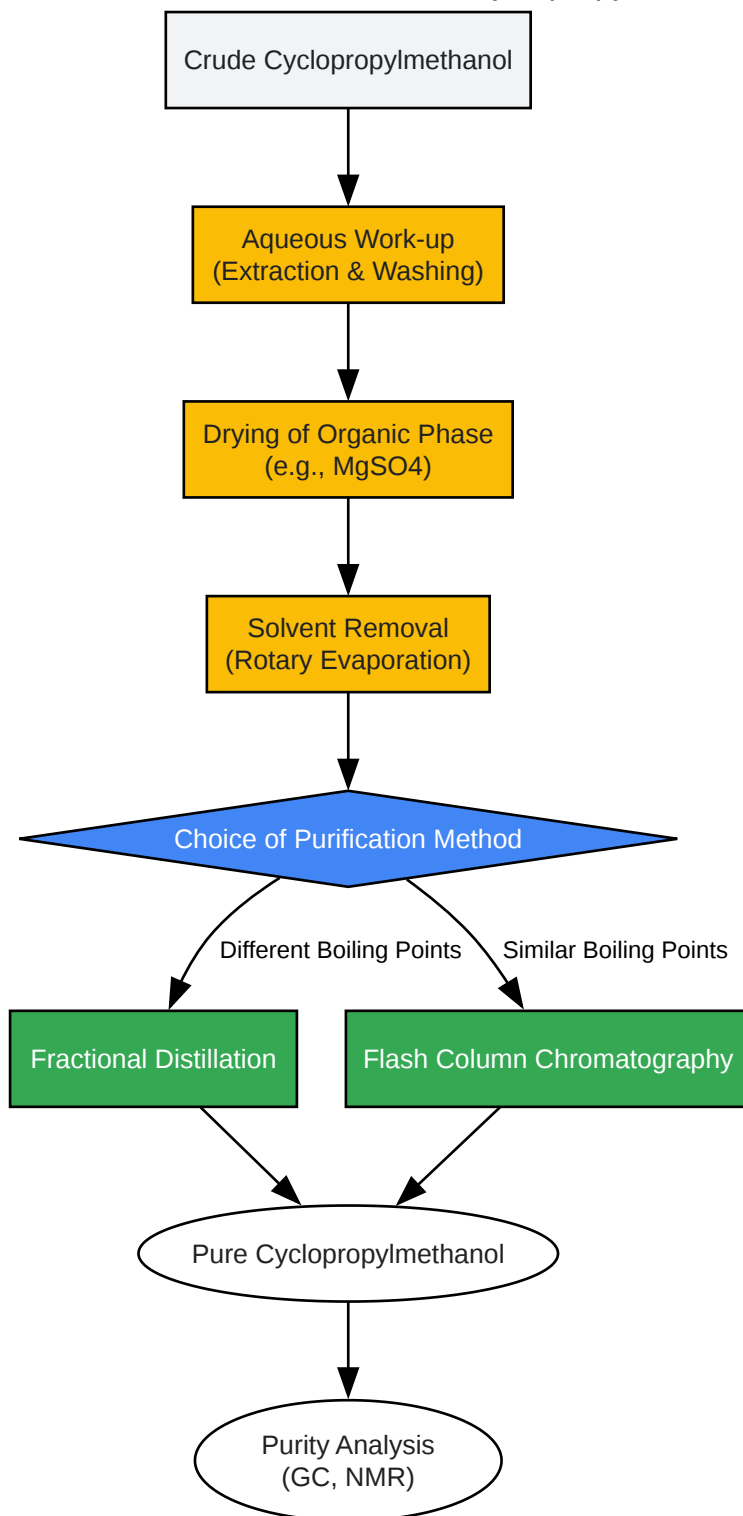 Crude Cyclopropylmethanol
Aqueous Work-up
(Extraction & Washing)
Drying of Organic Phase
(e.g., MgSO4)
Solvent Removal
(Rotary Evaporation)
Choice of Purification Method
Different Boiling Points
Similar Boiling Points
Fractional Distillation
Flash Column Chromatography
Pure Cyclopropylmethanol
Purity Analysis
(GC, NMR)